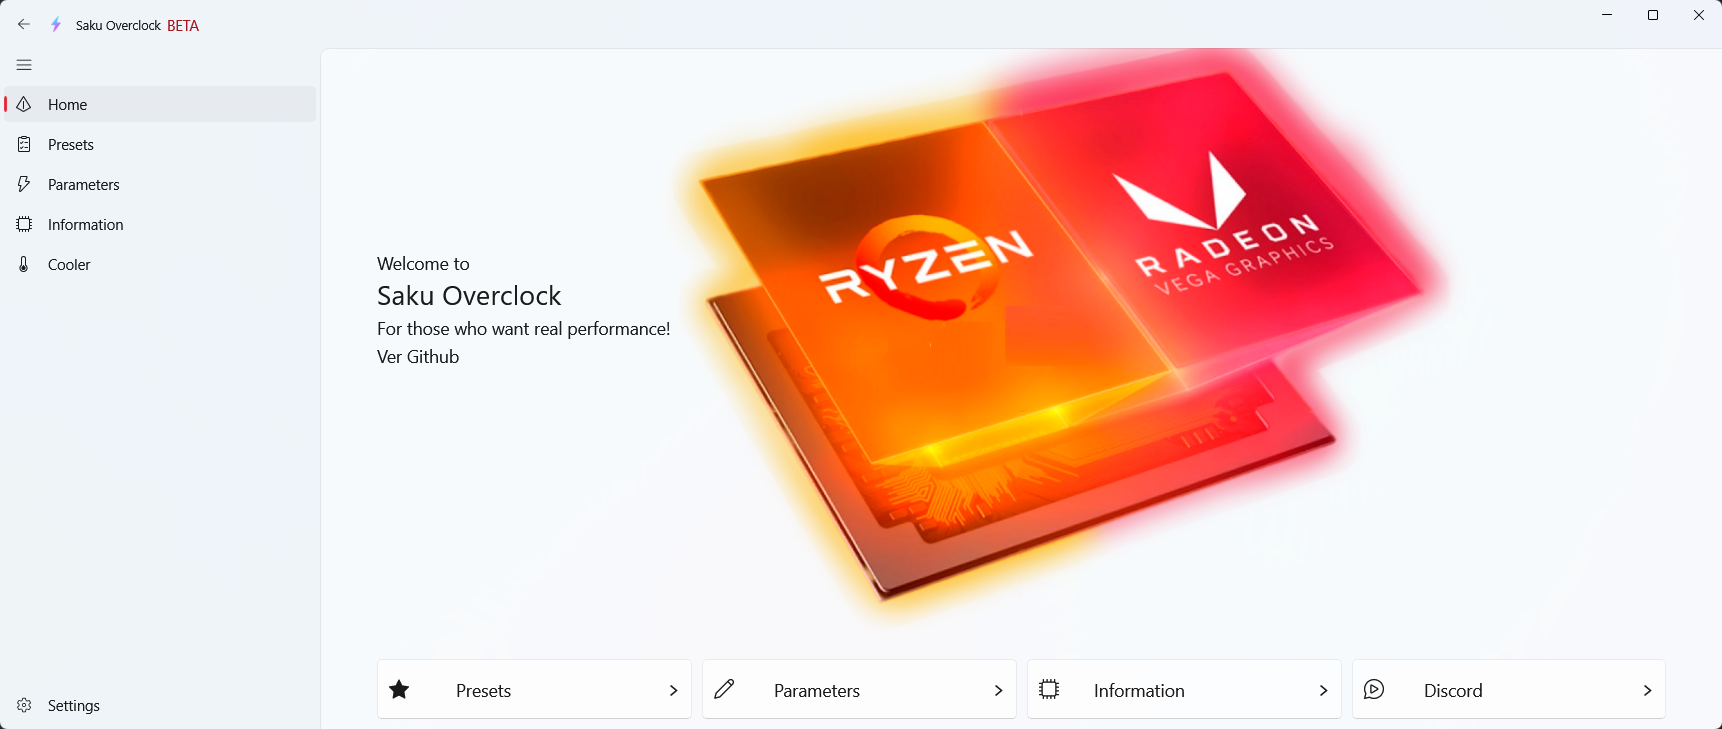 Saku Overclock BETA
Home
Presets
Parameters
Information
Cooler
Settings
Welcome to
Saku Overclock
For those who want real performance!
Ver Github
RYZEN
RADEON
VEGA GRAPHICS
Presets
Parameters
Information
Discord